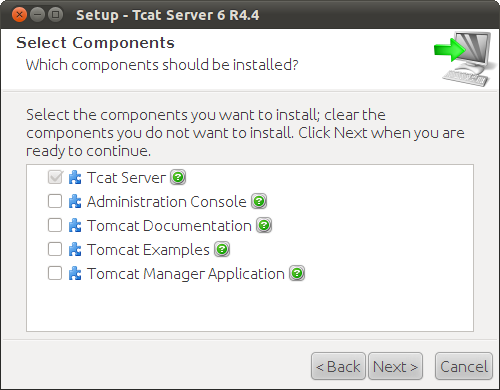 Setup - Tcat Server 6 R4.4
Select Components
Which components should be installed?
Select the components you want to install; clear the
components you do not want to install. Click Next when you are
ready to continue.
Tcat Server ?
Administration Console ?
Tomcat Documentation ?
Tomcat Examples ?
Tomcat Manager Application ?
< Back Next > Cancel